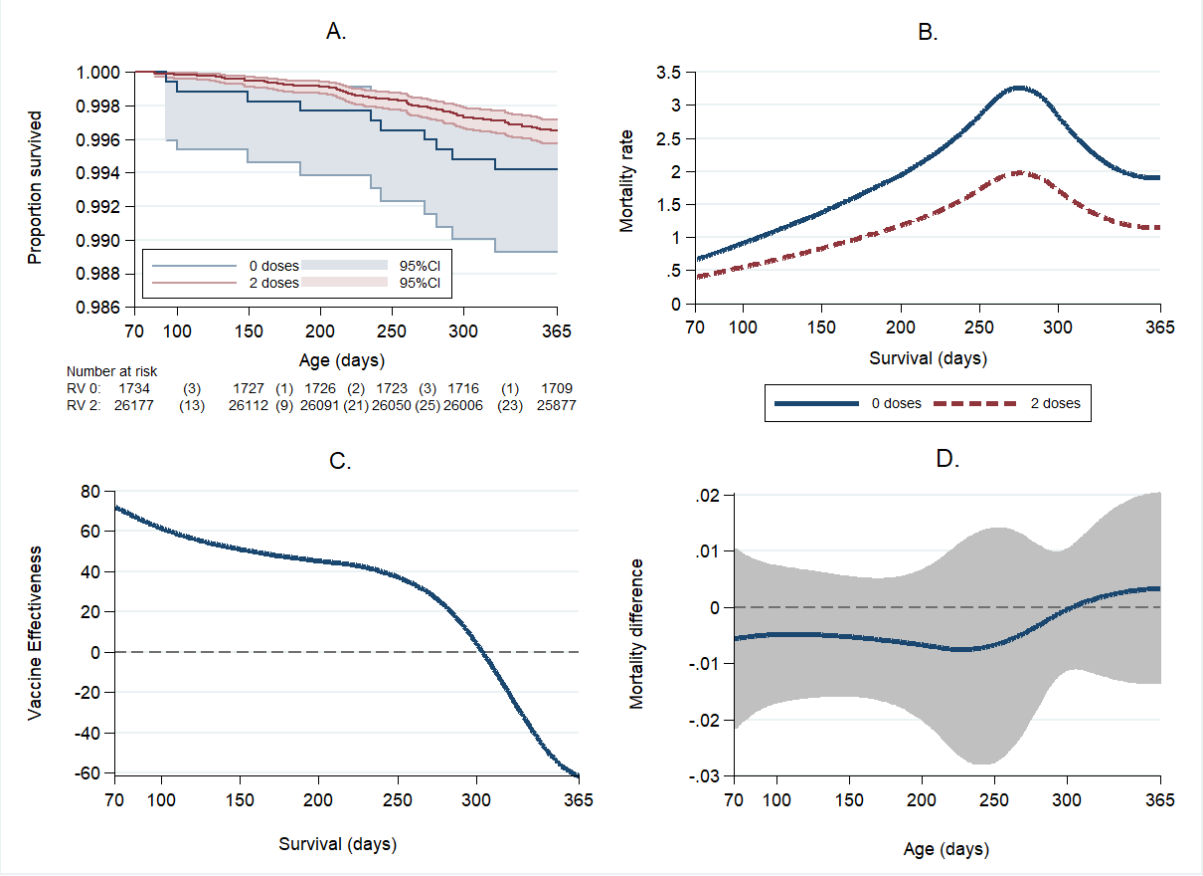 A.
Proportion survived
1.000
0.998
0.996
0.994
0.992
0.990
0.988
0.986
0 doses 95%CI
2 doses 95%CI
70 100 150 200 250 300 365
Age (days)
Number at risk
RV 0: 1734 (3) 1727 (1) 1726 (2) 1723 (3) 1716 (1) 1709
RV 2: 26177 (13) 26112 (9) 26091 (21) 26050 (25) 26006 (23) 25877
B.
Mortality rate
3.5
3
2.5
2
1.5
1
.5
0
70 100 150 200 250 300 365
Survival (days)
0 doses 2 doses
C.
Vaccine Effectiveness
80
60
40
20
0
-20
-40
-60
70 100 150 200 250 300 365
Survival (days)
D.
Mortality difference
.02
.01
0
-.01
-.02
-.03
70 100 150 200 250 300 365
Age (days)